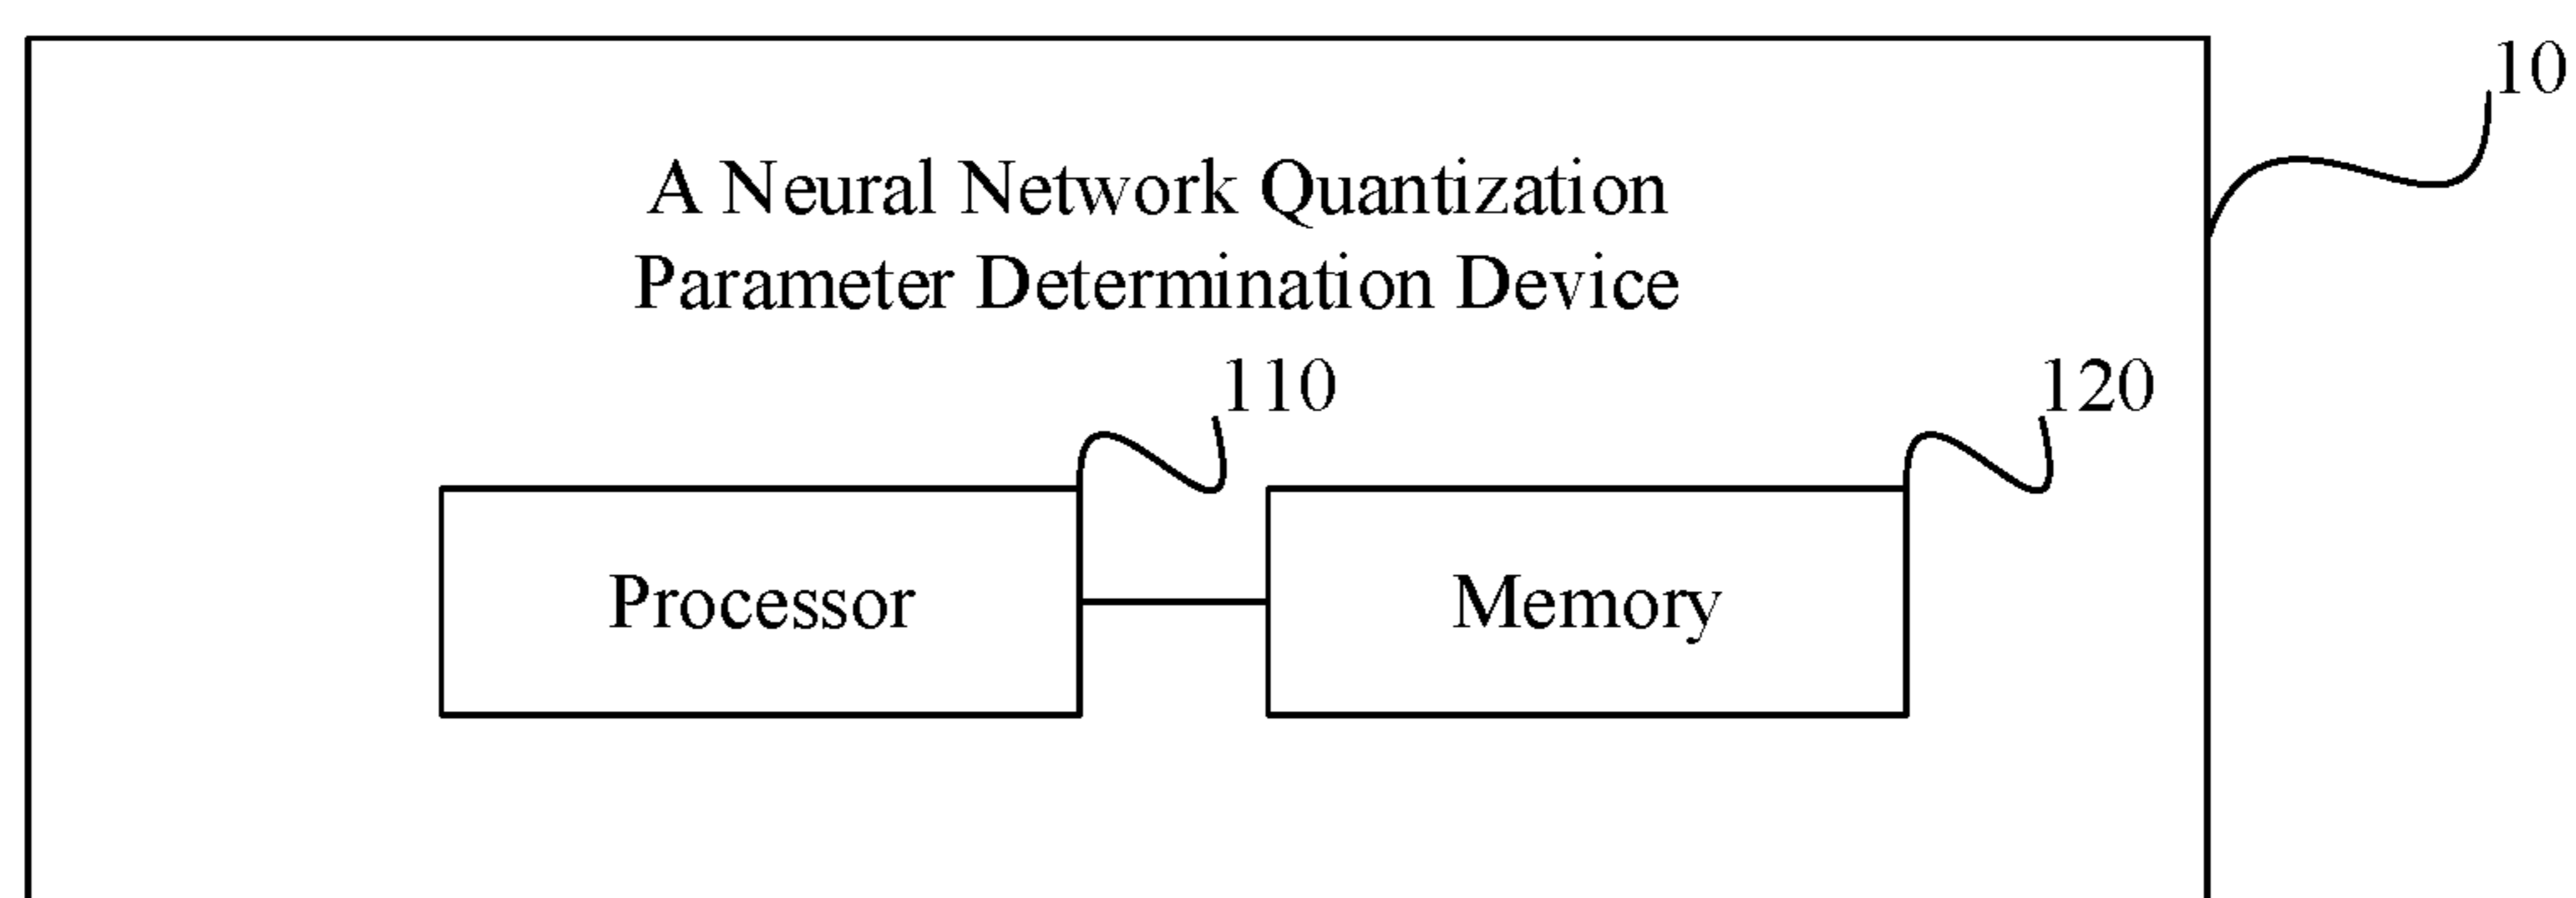 10
A Neural Network Quantization
Parameter Determination Device
110
120
Processor
Memory